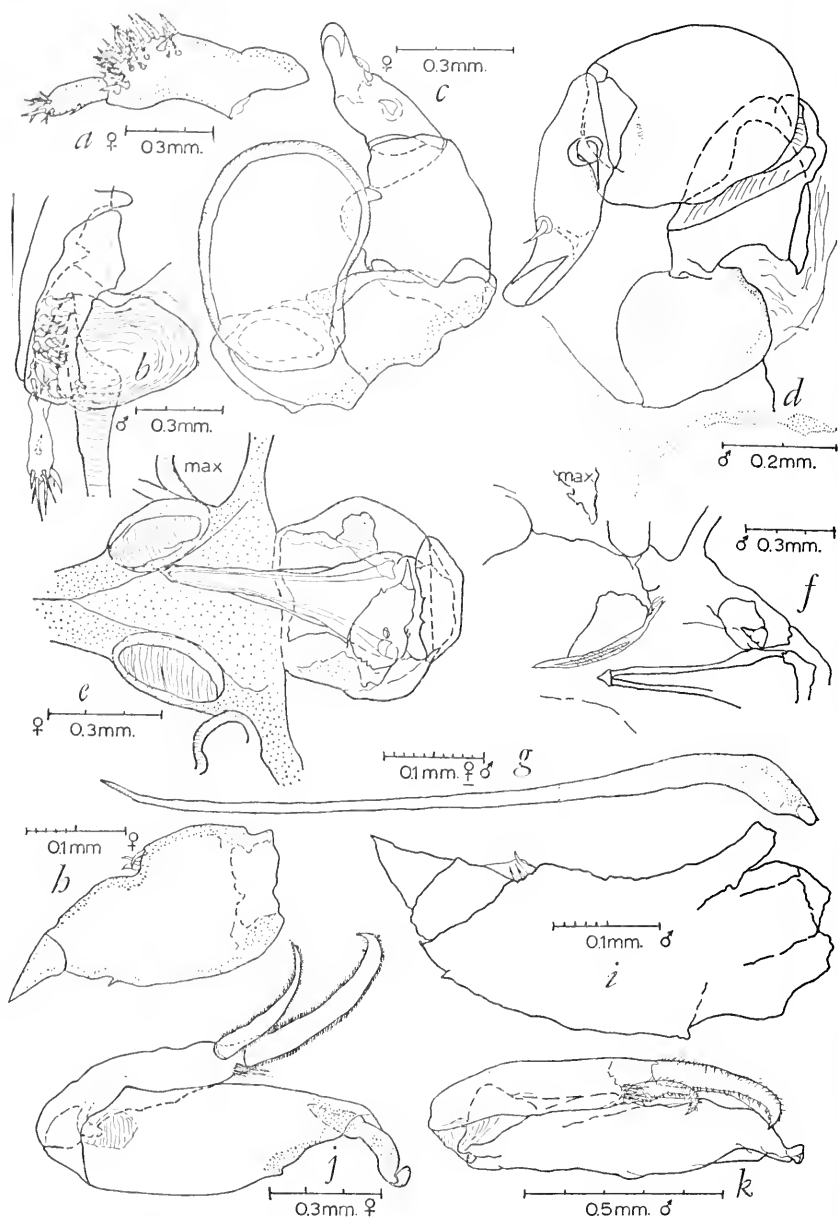 a ♀ 0.3mm.
♀ 0.3mm.
c
b
♂ 0.3mm.
d
♂ 0.2mm.
max
e
♀ 0.3mm.
max
♂ 0.3mm.
f
0.1mm. ♀ ♂
g
0.1mm ♀
h
0.1mm. ♂
i
j
0.3mm. ♀
k
0.5mm. ♂